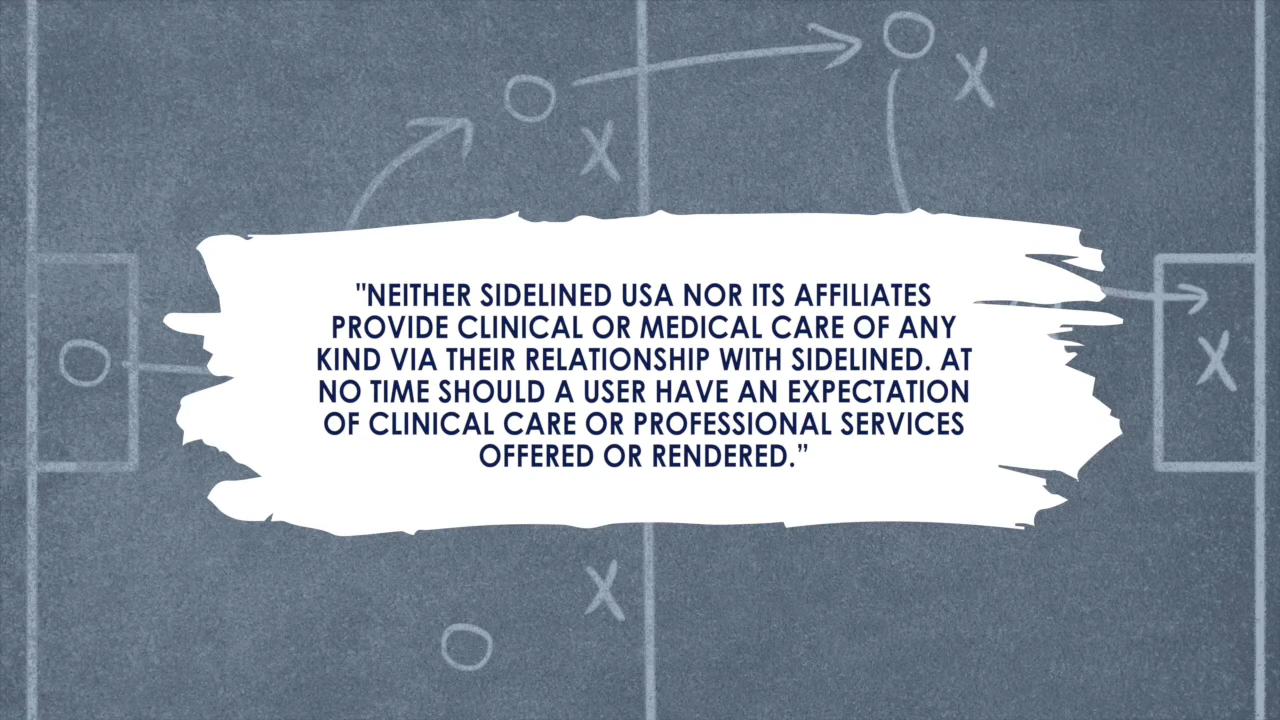 "NEITHER SIDELINED USA NOR ITS AFFILIATES
PROVIDE CLINICAL OR MEDICAL CARE OF ANY
KIND VIA THEIR RELATIONSHIP WITH SIDELINED. AT
NO TIME SHOULD A USER HAVE AN EXPECTATION
OF CLINICAL CARE OR PROFESSIONAL SERVICES
OFFERED OR RENDERED.”